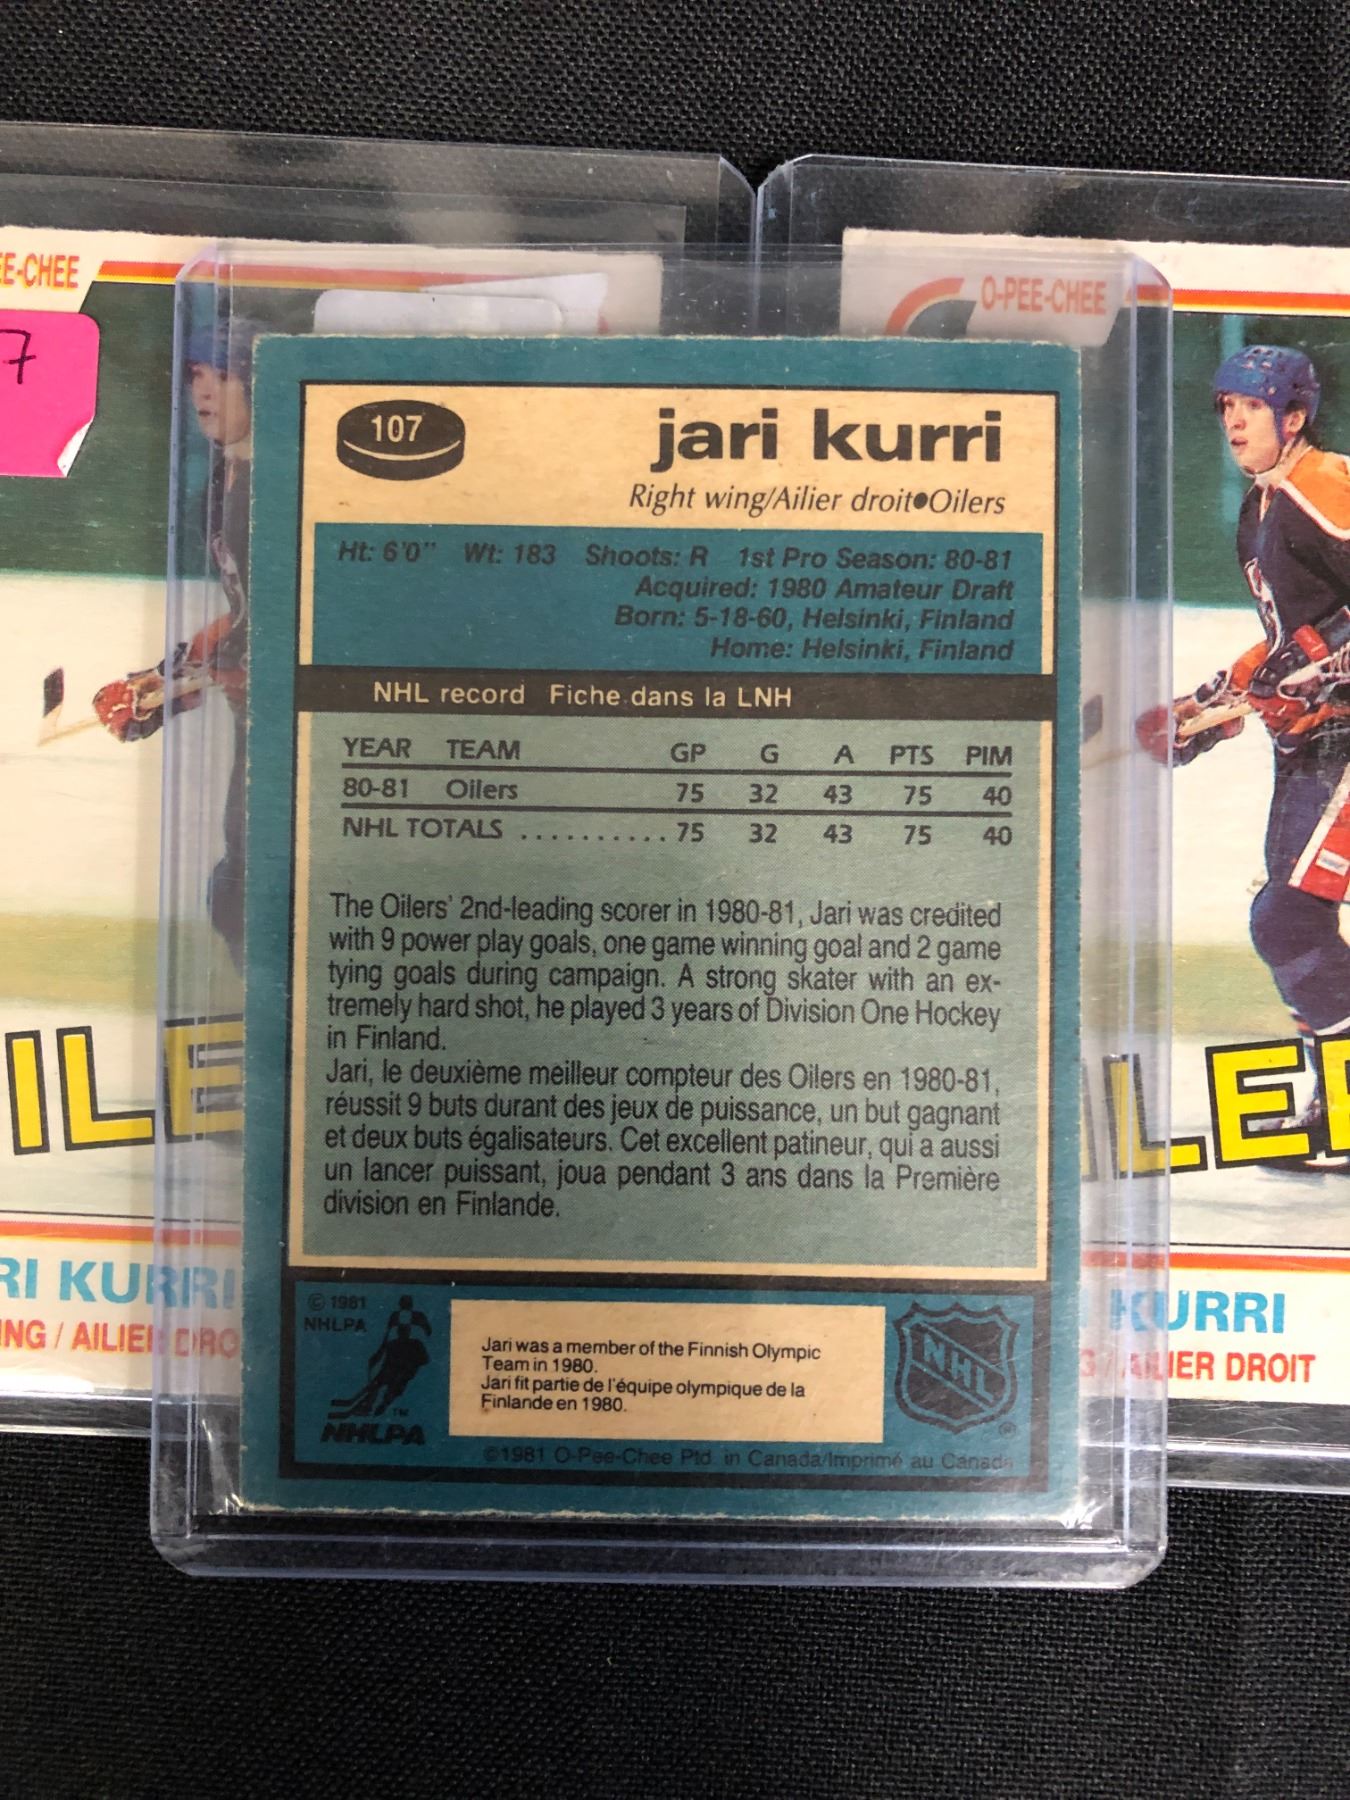 EE-CHEE
7
O-PEE-CHEE
107
jari kurri
Right wing/Ailier droit●Oilers
Ht: 6'0" Wt: 183 Shoots: R 1st Pro Season: 80-81
Acquired: 1980 Amateur Draft
Born: 5-18-60, Helsinki, Finland
Home: Helsinki, Finland
NHL record Fiche dans la LNH
YEAR TEAM GP G A PTS PIM
80-81 Oilers 75 32 43 75 40
NHL TOTALS .......... 75 32 43 75 40
The Oilers' 2nd-leading scorer in 1980-81, Jari was credited
with 9 power play goals, one game winning goal and 2 game
tying goals during campaign. A strong skater with an ex-
tremely hard shot, he played 3 years of Division One Hockey
in Finland.
Jari, le deuxième meilleur compteur des Oilers en 1980-81,
réussit 9 buts durant des jeux de puissance, un but gagnant
et deux buts égalisateurs. Cet excellent patineur, qui a aussi
un lancer puissant, joua pendant 3 ans dans la Première
division en Finlande.
© 1981
NHLPA
TM
NHLPA
Jari was a member of the Finnish Olympic
Team in 1980.
Jari fit partie de l'équipe olympique de la
Finlande en 1980.
NHL
®
©1981 O-Pee-Chee Ptd. in Canada/Imprimé au Canada
ILE
RI KURRI
ING / AILIER DRO
ILER
KURRI
G / AILIER DROIT